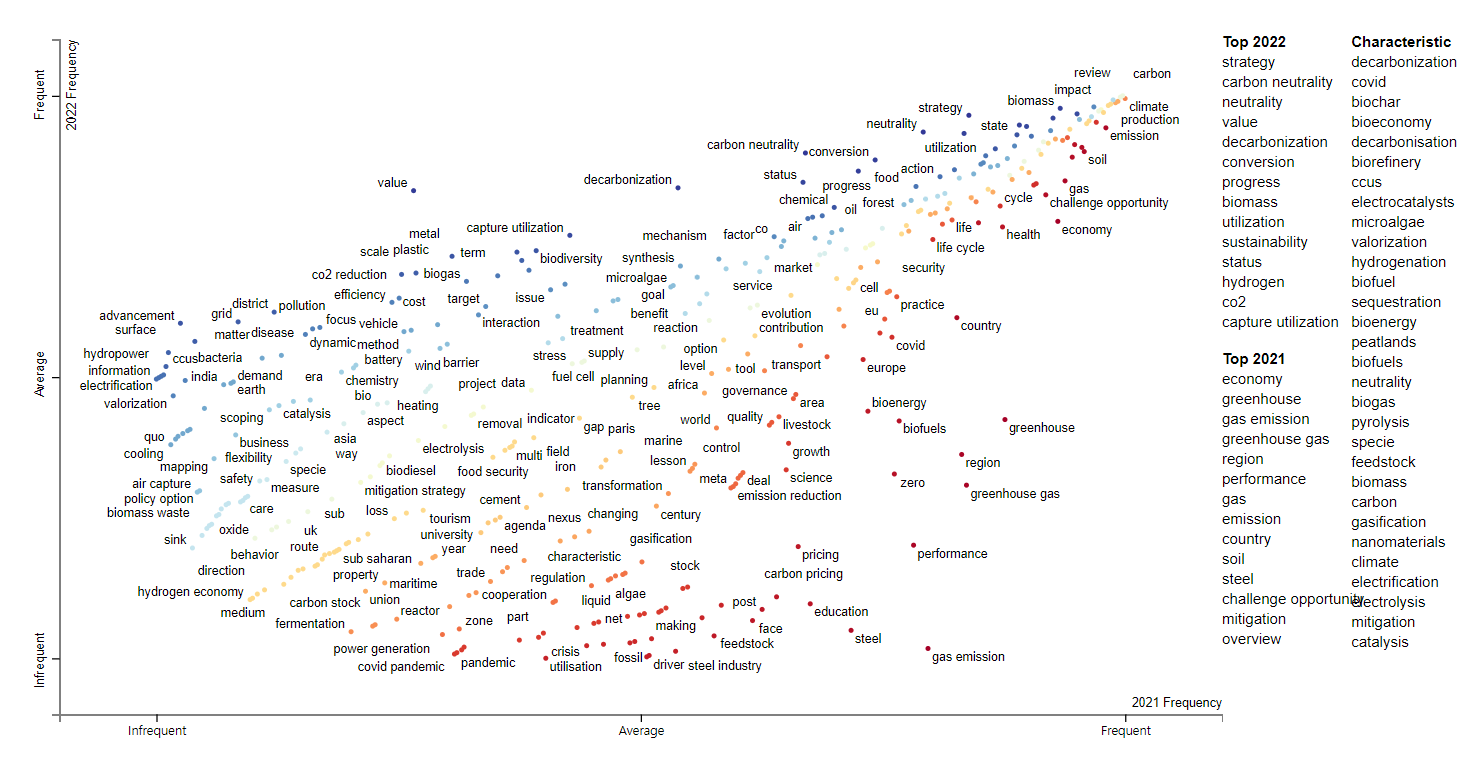 Top 2022
strategy
carbon neutrality
neutrality
value
decarbonization
conversion
progress
biomass
utilization
sustainability
status
hydrogen
co2
capture utilization
Top 2021
economy
greenhouse
gas emission
greenhouse gas
region
performance
gas
emission
country
soil
steel
challenge opportunity
mitigation
overview
Characteristic
decarbonization
covid
biochar
bioeconomy
decarbonisation
biorefinery
ccus
electrocatalysts
microalgae
valorization
hydrogenation
biofuel
sequestration
bioenergy
peatlands
biofuels
neutrality
biogas
pyrolysis
specie
feedstock
biomass
carbon
gasification
nanomaterials
climate
electrification
electrolysis
mitigation
catalysis
2022 Frequency
Frequent
Average
Infrequent
2021 Frequency
Infrequent
Average
Frequent
review
carbon
impact
biomass
climate
strategy
production
neutrality
state
emission
carbon neutrality
conversion
utilization
soil
value
decarbonization
status
progress
food
action
gas
chemical
oil
forest
cycle
challenge opportunity
metal
capture utilization
mechanism
factor
co
air
life
health
economy
scale
plastic
term
biodiversity
synthesis
life cycle
co2 reduction
biogas
microalgae
market
security
efficiency
cost
target
issue
goal
service
cell
district
pollution
benefit
evolution
eu
practice
advancement
grid
focus
vehicle
interaction
reaction
contribution
country
surface
matter
disease
treatment
dynamic
method
covid
hydropower
ccus
bacteria
battery
wind
barrier
stress
supply
option
information
level
tool
transport
europe
electrification
india
demand
era
chemistry
project
data
fuel cell
planning
africa
earth
bio
governance
valorization
heating
tree
area
bioenergy
scoping
catalysis
aspect
removal
indicator
world
quality
livestock
biofuels
greenhouse
quo
business
asia
gap
paris
cooling
flexibility
way
electrolysis
multi
field
marine
control
growth
mapping
specie
biodiesel
food security
iron
lesson
region
air capture
safety
measure
mitigation strategy
transformation
meta
deal
science
zero
policy option
emission reduction
greenhouse gas
biomass waste
care
sub
loss
cement
sink
oxide
uk
tourism
agenda
nexus
changing
century
behavior
route
university
year
need
characteristic
gasification
pricing
performance
direction
sub saharan
property
trade
regulation
stock
carbon pricing
hydrogen economy
maritime
medium
carbon stock
union
cooperation
liquid
algae
fermentation
reactor
zone
part
net
making
post
education
face
power generation
feedstock
steel
covid pandemic
pandemic
crisis
utilisation
fossil
driver
steel industry
gas emission